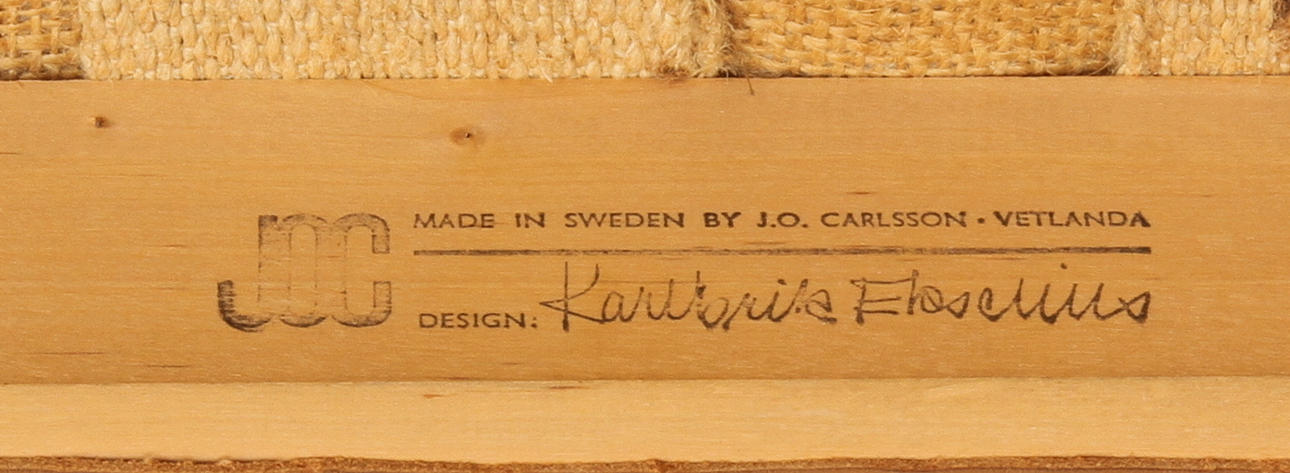 JOC
MADE IN SWEDEN BY J.O. CARLSSON · VETLANDA
DESIGN: Karl Erik Ekselius